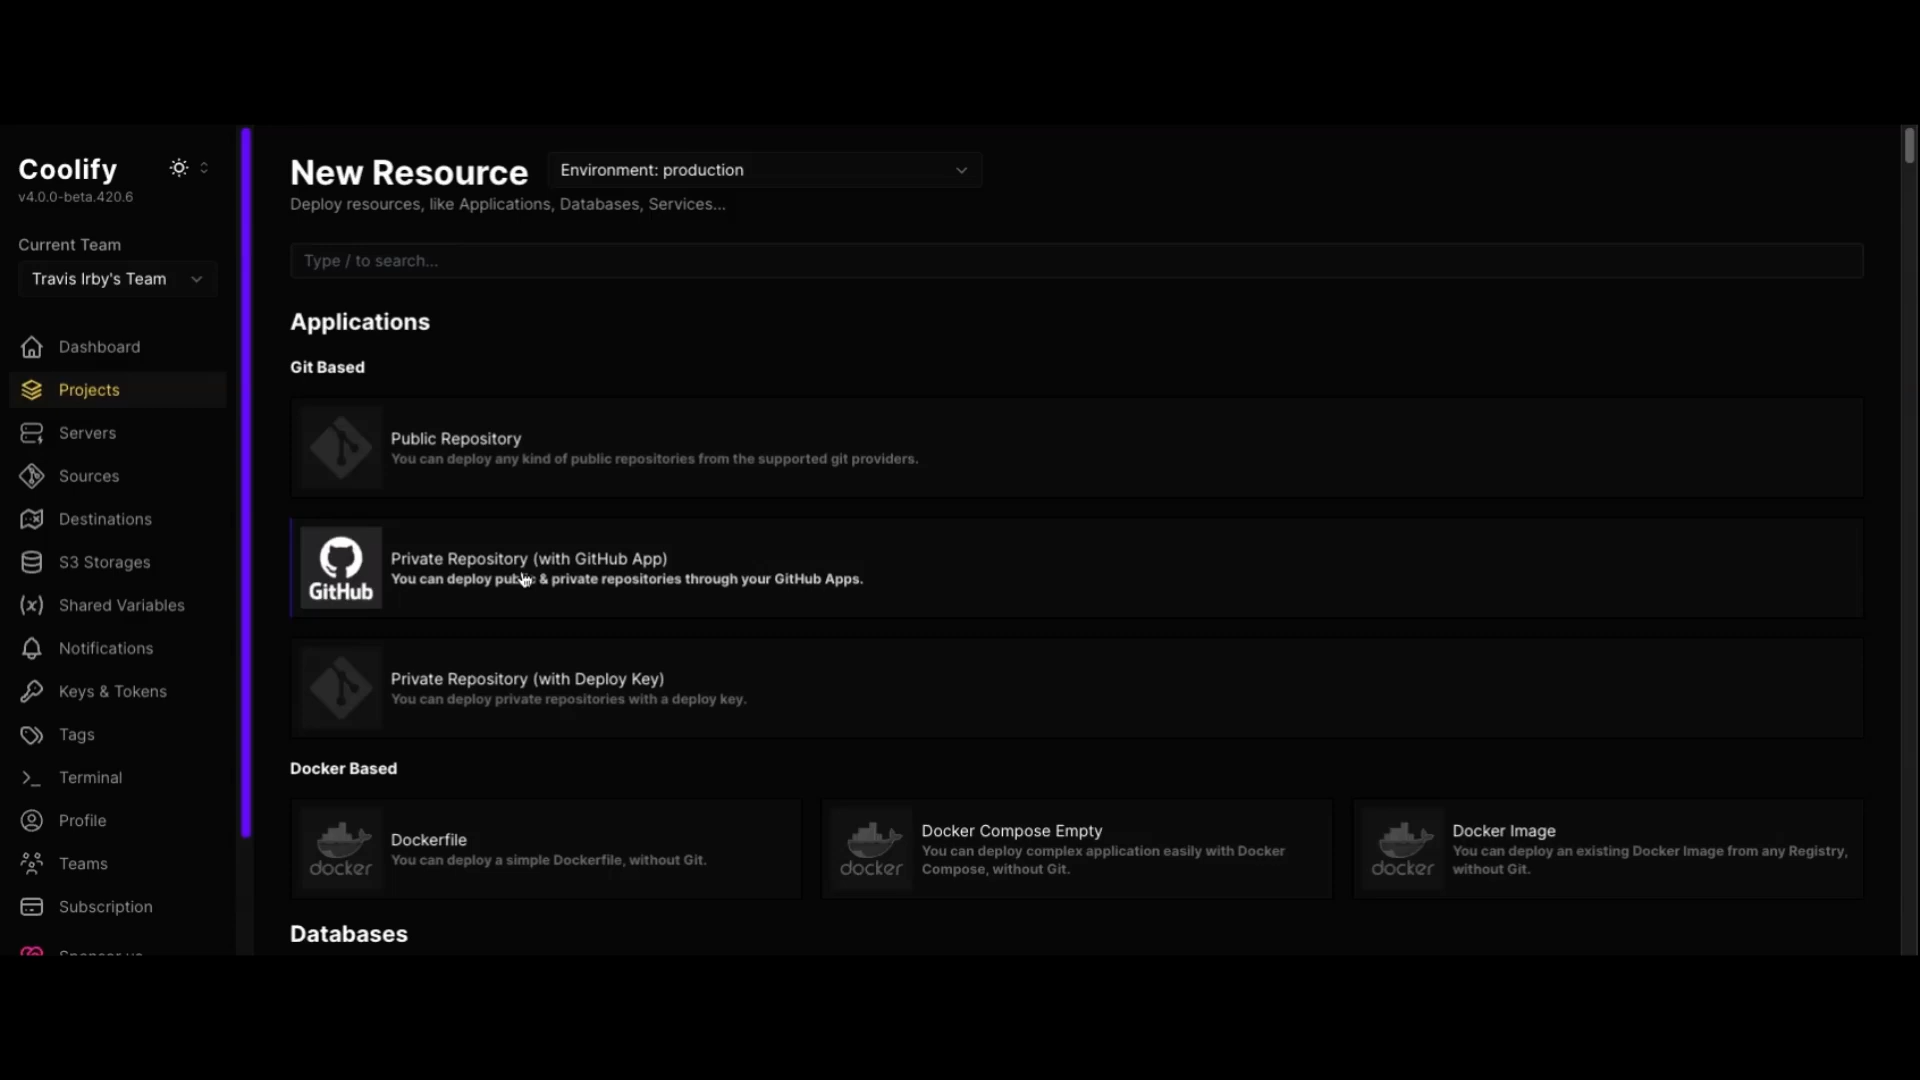 Coolify
v4.0.0-beta.420.6
Current Team
Travis Irby's Team
Dashboard
Projects
Servers
Sources
Destinations
S3 Storages
Shared Variables
Notifications
Keys & Tokens
Tags
Terminal
Profile
Teams
Subscription
Sponsor us
New Resource
Environment: production
Deploy resources, like Applications, Databases, Services...
Type / to search...
Applications
Git Based
Public Repository
You can deploy any kind of public repositories from the supported git providers.
GitHub
Private Repository (with GitHub App)
You can deploy public & private repositories through your GitHub Apps.
Private Repository (with Deploy Key)
You can deploy private repositories with a deploy key.
Docker Based
docker
Dockerfile
You can deploy a simple Dockerfile, without Git.
docker
Docker Compose Empty
You can deploy complex application easily with Docker
Compose, without Git.
docker
Docker Image
You can deploy an existing Docker Image from any Registry,
without Git.
Databases